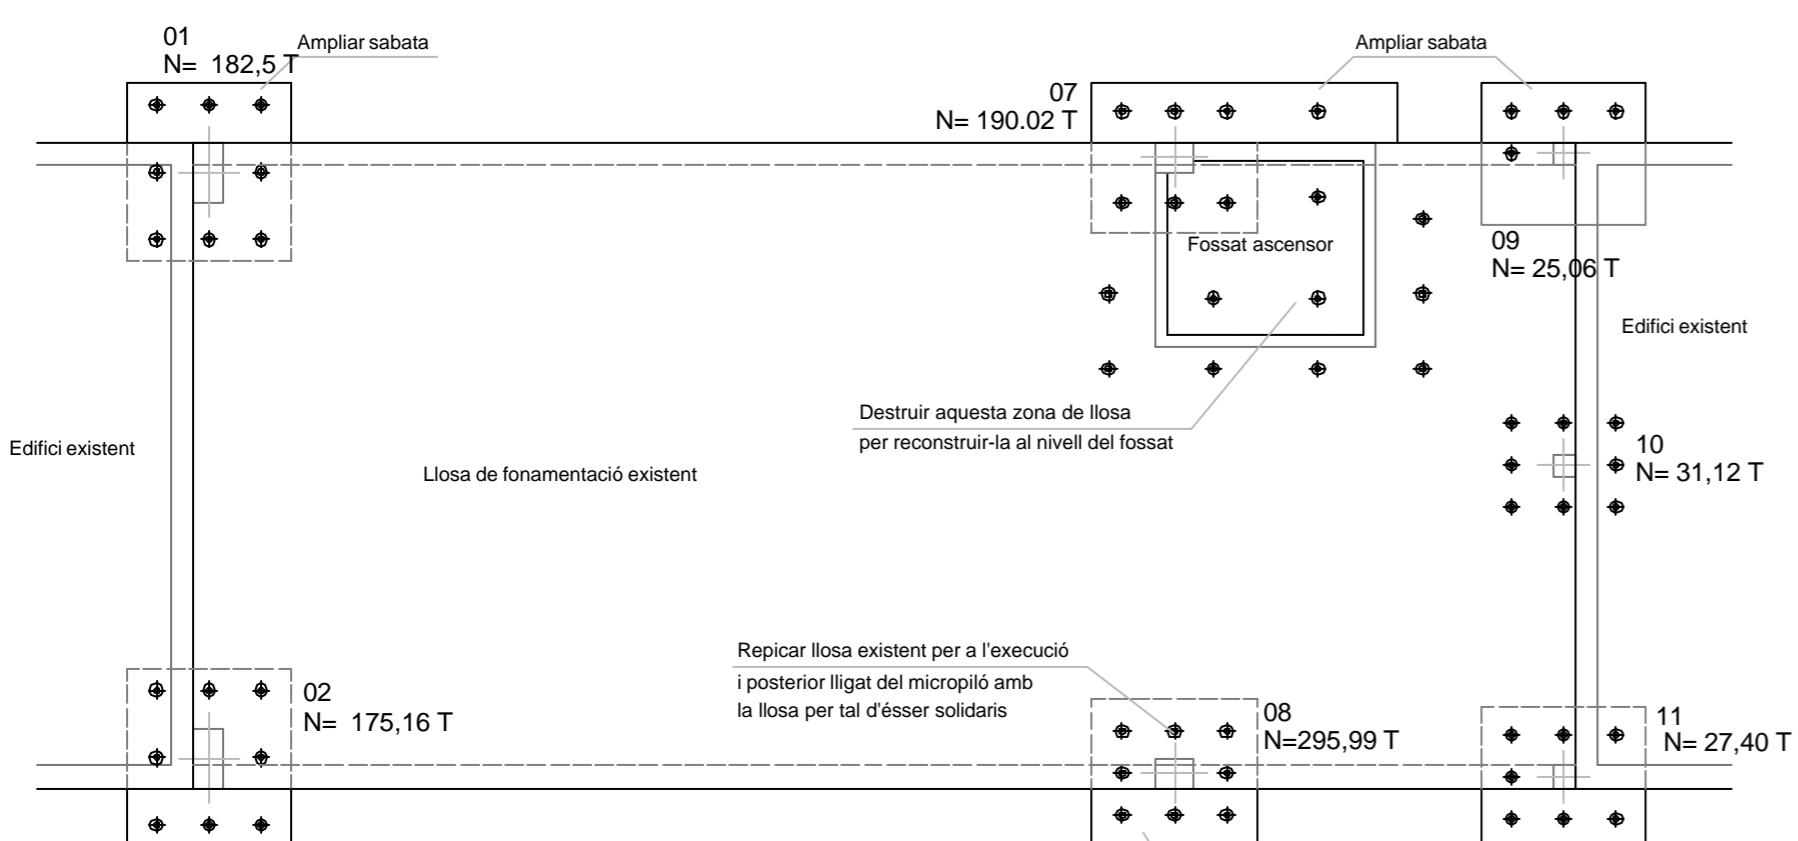 01
N= 182,5 T
Ampliar sabata
Ampliar sabata
07
N= 190.02 T
Fossat ascensor
09
N= 25,06 T
Edifici existent
Destruir aquesta zona de llosa
per reconstruir-la al nivell del fossat
Edifici existent
Llosa de fonamentació existent
10
N= 31,12 T
Repicar llosa existent per a l'execució
i posterior lligat del micropiló amb
la llosa per tal d'ésser solidaris
02
N= 175,16 T
08
N=295,99 T
11
N= 27,40 T